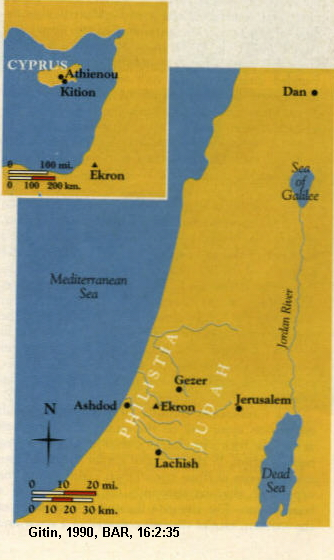 CYPRUS
Athienou
Kition
0 100 mi.
0 100 200 km.
Ekron
Dan
Sea
of
Galilee
Mediterranean
Sea
Jordan River
PHILISTIA
JUDAH
Gezer
Ashdod
Ekron
Jerusalem
Lachish
N
Dead
Sea
0 10 20 mi.
0 10 20 30 km.
Gitin, 1990, BAR, 16:2:35